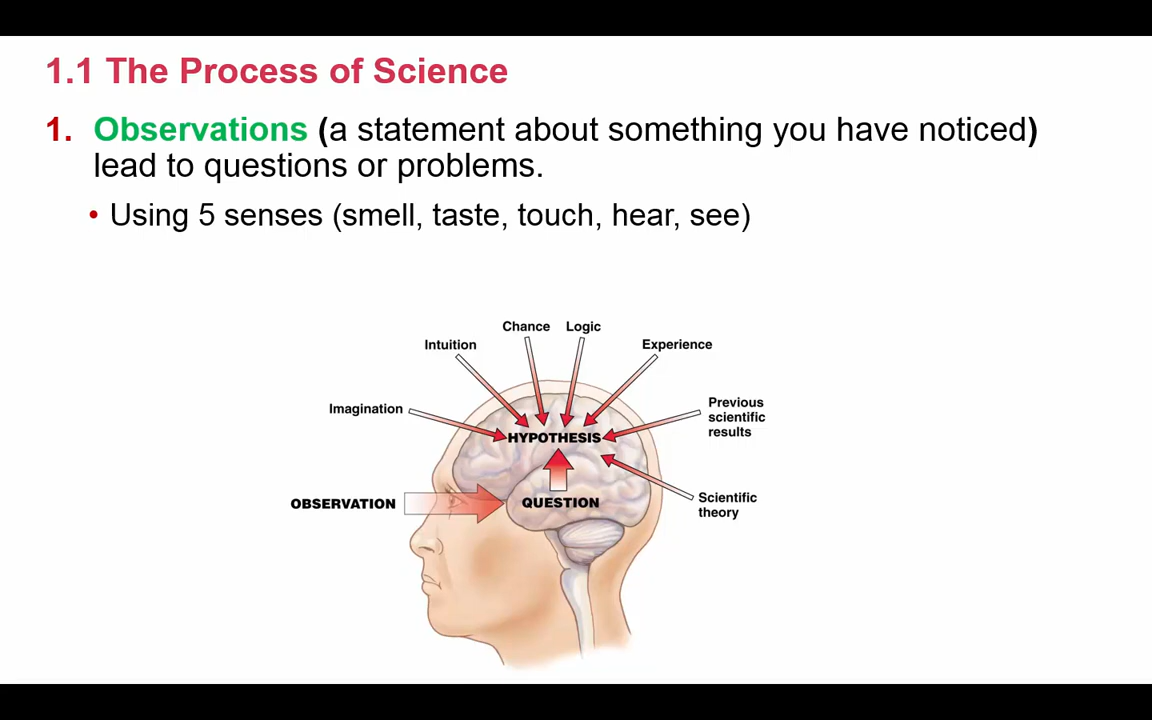 1.1 The Process of Science
1. Observations (a statement about something you have noticed)
lead to questions or problems.
• Using 5 senses (smell, taste, touch, hear, see)
Chance
Logic
Intuition
Experience
Imagination
Previous
scientific
results
HYPOTHESIS
OBSERVATION
QUESTION
Scientific
theory